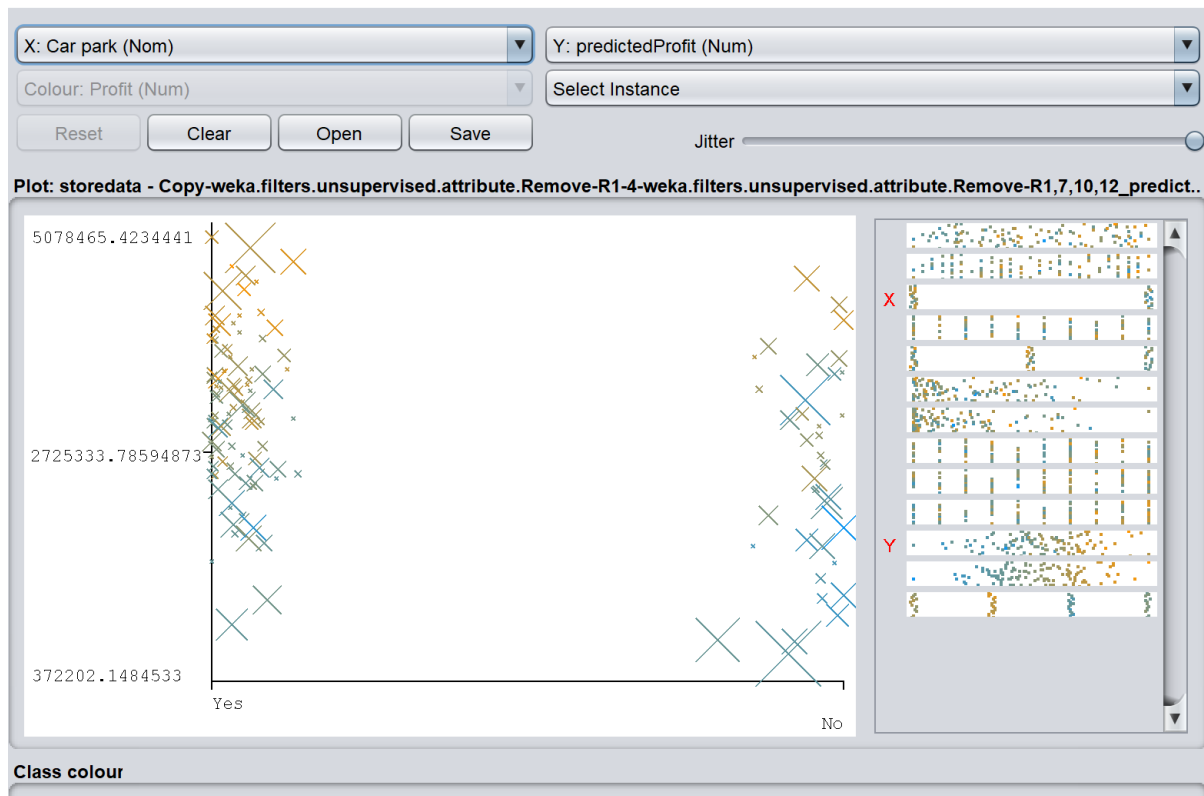 X: Car park (Nom)
Y: predictedProfit (Num)
Colour: Profit (Num)
Select Instance
Reset
Clear
Open
Save
Jitter
Plot: storedata - Copy-weka.filters.unsupervised.attribute.Remove-R1-4-weka.filters.unsupervised.attribute.Remove-R1,7,10,12_predict..
5078465.4234441
X
Y
2725333.78594873
372202.1484533
Yes
No
Class colour